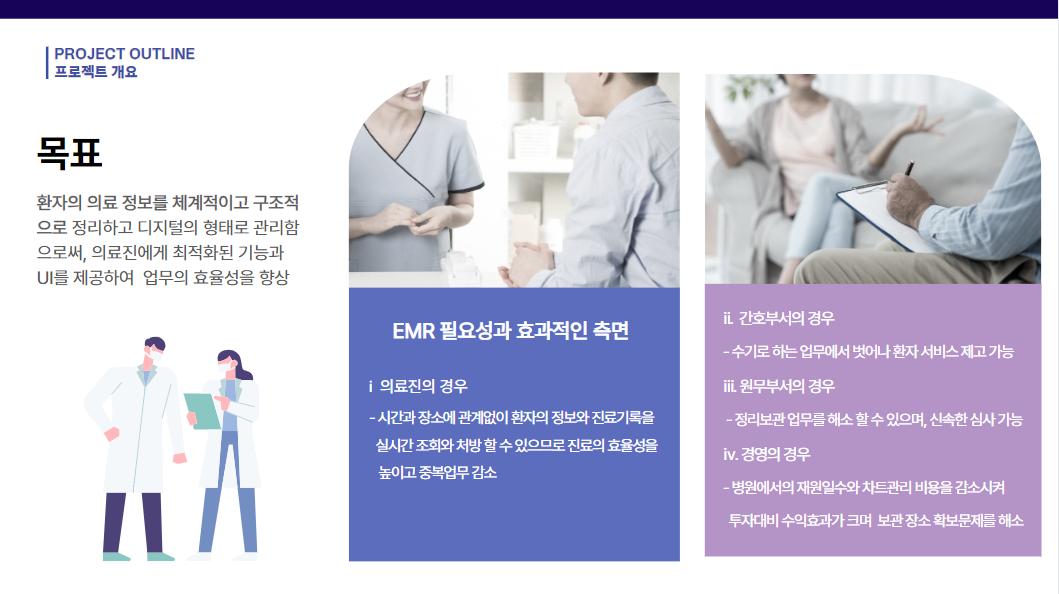 PROJECT OUTLINE
프로젝트 개요
목표
환자의 의료 정보를 체계적이고 구조적
으로 정리하고 디지털의 형태로 관리함
으로써, 의료진에게 최적화된 기능과
UI를 제공하여 업무의 효율성을 향상
EMR 필요성과 효과적인 측면
i 의료진의 경우
- 시간과 장소에 관계없이 환자의 정보와 진료기록을
실시간 조회와 처방 할 수 있으므로 진료의 효율성을
높이고 중복업무 감소
ii. 간호부서의 경우
- 수기로 하는 업무에서 벗어나 환자 서비스 제고 가능
iii. 원무부서의 경우
- 정리보관 업무를 해소 할 수 있으며, 신속한 심사 가능
iv. 경영의 경우
- 병원에서의 재원일수와 차트관리 비용을 감소시켜
투자대비 수익효과가 크며 보관 장소 확보문제를 해소